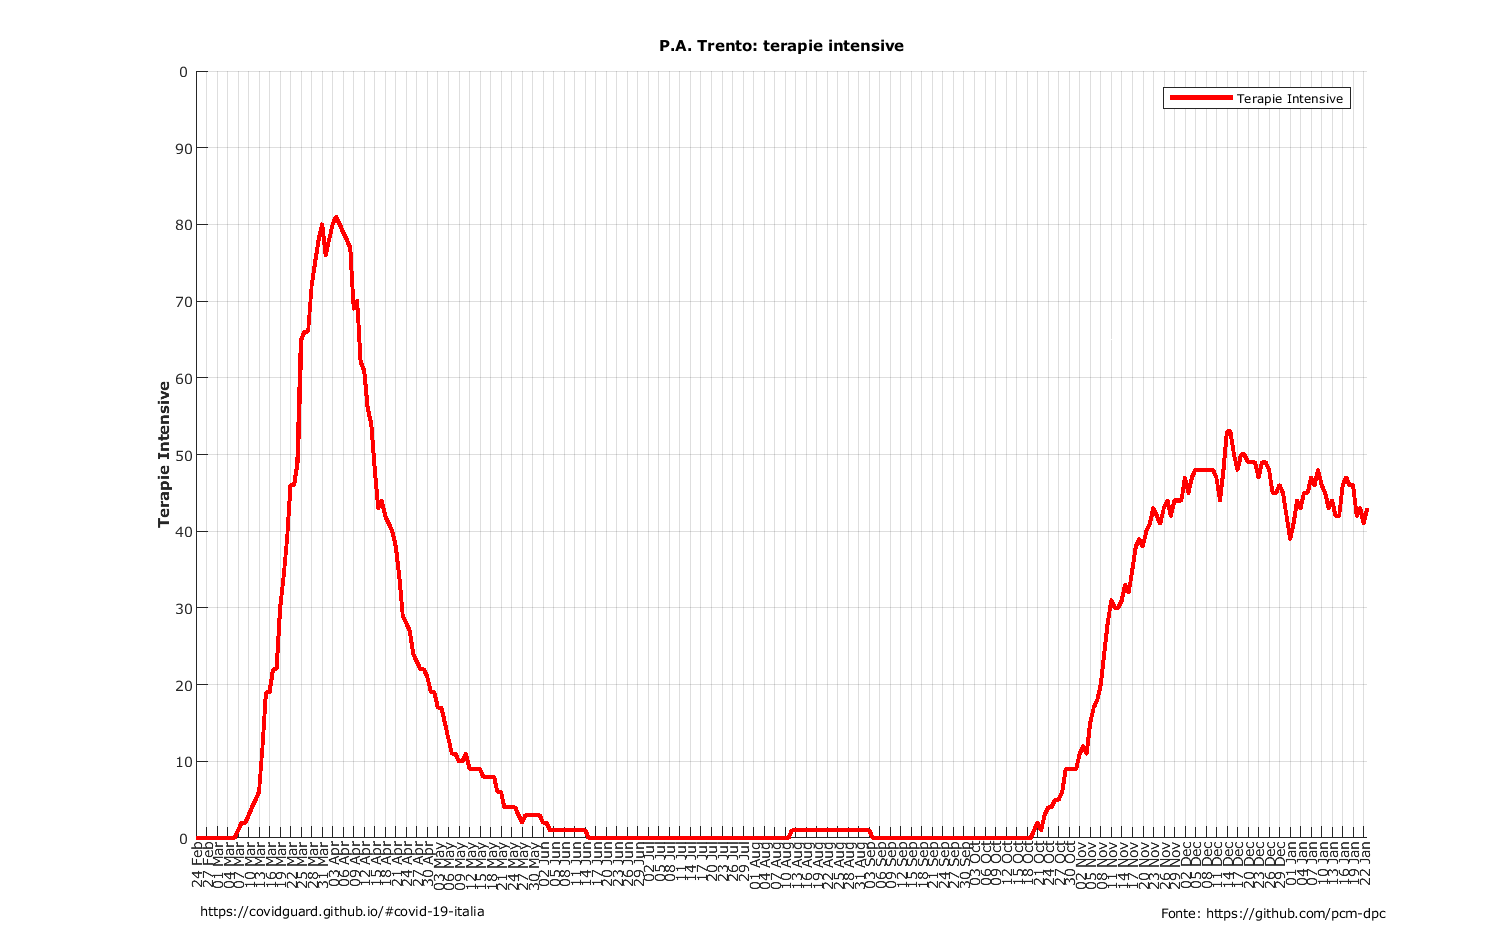 P.A. Trento: terapie intensive
Terapie Intensive
0
90
80
70
60
50
40
30
20
10
0
Terapie Intensive
24 Feb
27 Feb
01 Mar
04 Mar
07 Mar
10 Mar
13 Mar
16 Mar
19 Mar
22 Mar
25 Mar
28 Mar
31 Mar
03 Apr
06 Apr
09 Apr
12 Apr
15 Apr
18 Apr
21 Apr
24 Apr
27 Apr
30 Apr
03 May
06 May
09 May
12 May
15 May
18 May
21 May
24 May
27 May
30 May
02 Jun
05 Jun
08 Jun
11 Jun
14 Jun
17 Jun
20 Jun
23 Jun
26 Jun
29 Jun
02 Jul
05 Jul
08 Jul
11 Jul
14 Jul
17 Jul
20 Jul
23 Jul
26 Jul
29 Jul
01 Aug
04 Aug
07 Aug
10 Aug
13 Aug
16 Aug
19 Aug
22 Aug
25 Aug
28 Aug
31 Aug
03 Sep
06 Sep
09 Sep
12 Sep
15 Sep
18 Sep
21 Sep
24 Sep
27 Sep
30 Sep
03 Oct
06 Oct
09 Oct
12 Oct
15 Oct
18 Oct
21 Oct
24 Oct
27 Oct
30 Oct
02 Nov
05 Nov
08 Nov
11 Nov
14 Nov
17 Nov
20 Nov
23 Nov
26 Nov
29 Nov
02 Dec
05 Dec
08 Dec
11 Dec
14 Dec
17 Dec
20 Dec
23 Dec
26 Dec
29 Dec
01 Jan
04 Jan
07 Jan
10 Jan
13 Jan
16 Jan
19 Jan
22 Jan
https://covidguard.github.io/#covid-19-italia
Fonte: https://github.com/pcm-dpc